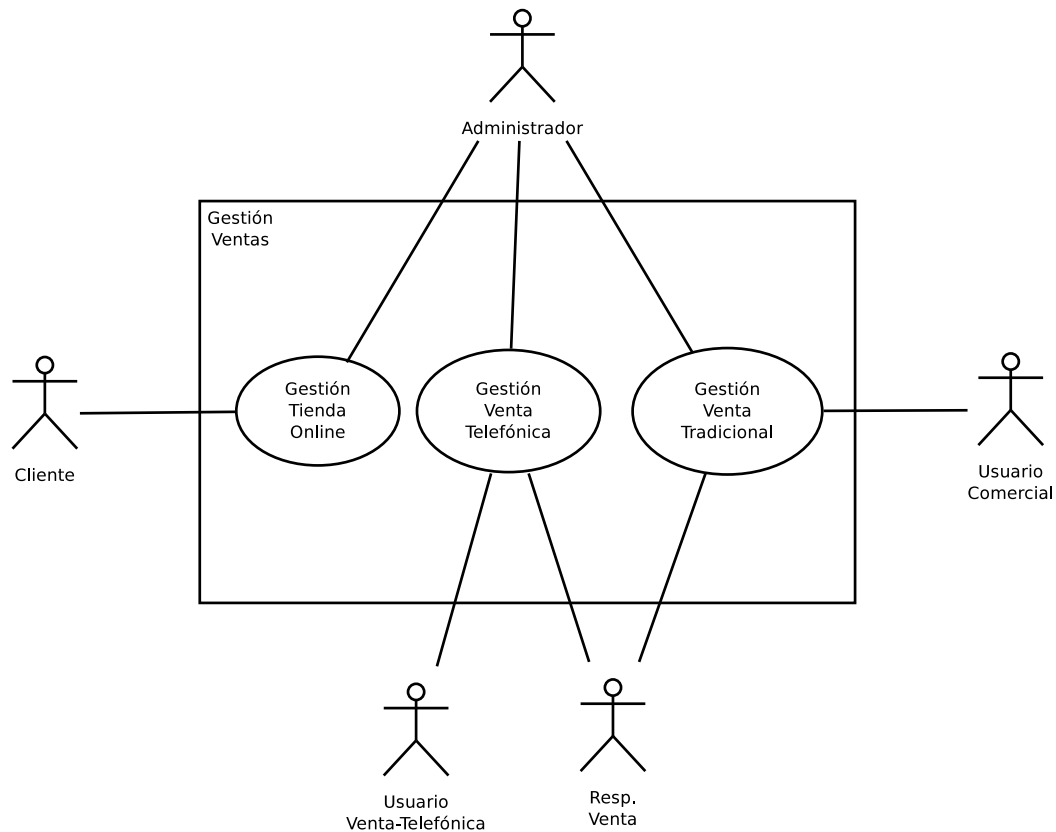 Administrador
Gestión
Ventas
Gestión
Tienda
Online
Gestión
Venta
Telefónica
Gestión
Venta
Tradicional
Cliente
Usuario
Comercial
Usuario
Venta-Telefónica
Resp.
Venta